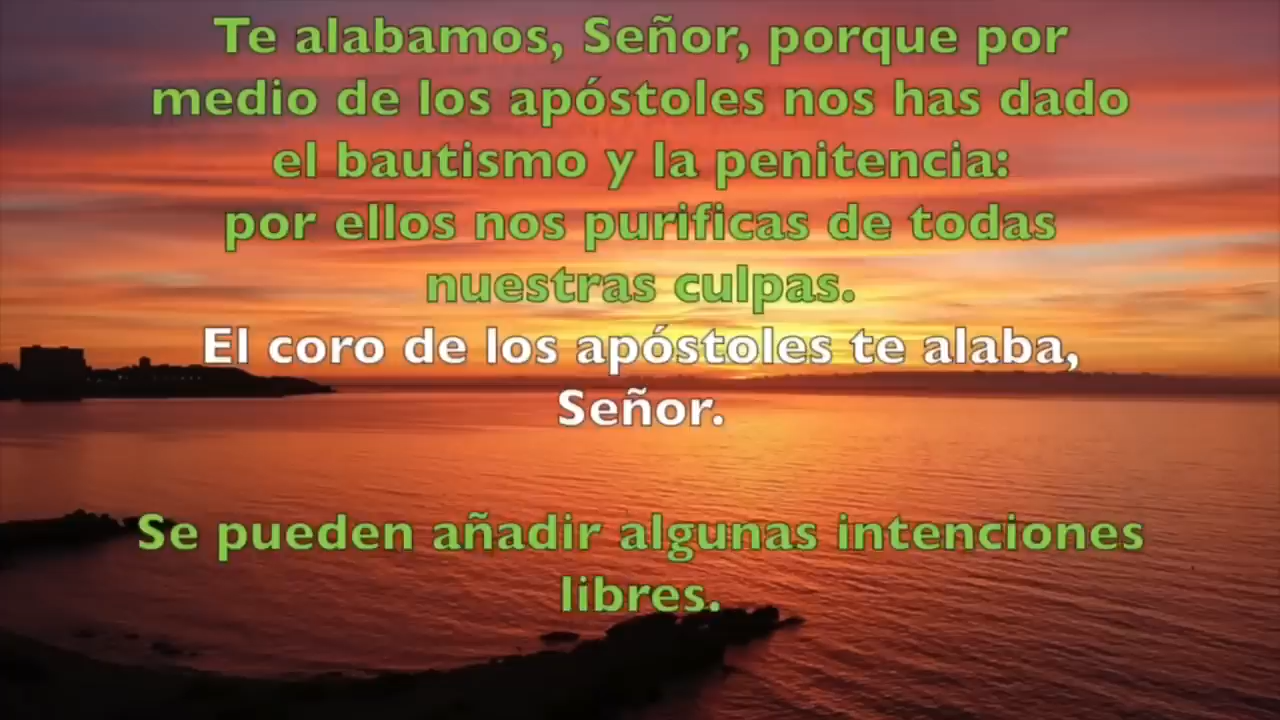 Te alabamos, Señor, porque por
medio de los apóstoles nos has dado
el bautismo y la penitencia:
por ellos nos purificas de todas
nuestras culpas.
El coro de los apóstoles te alaba,
Señor.
Se pueden añadir algunas intenciones
libres.